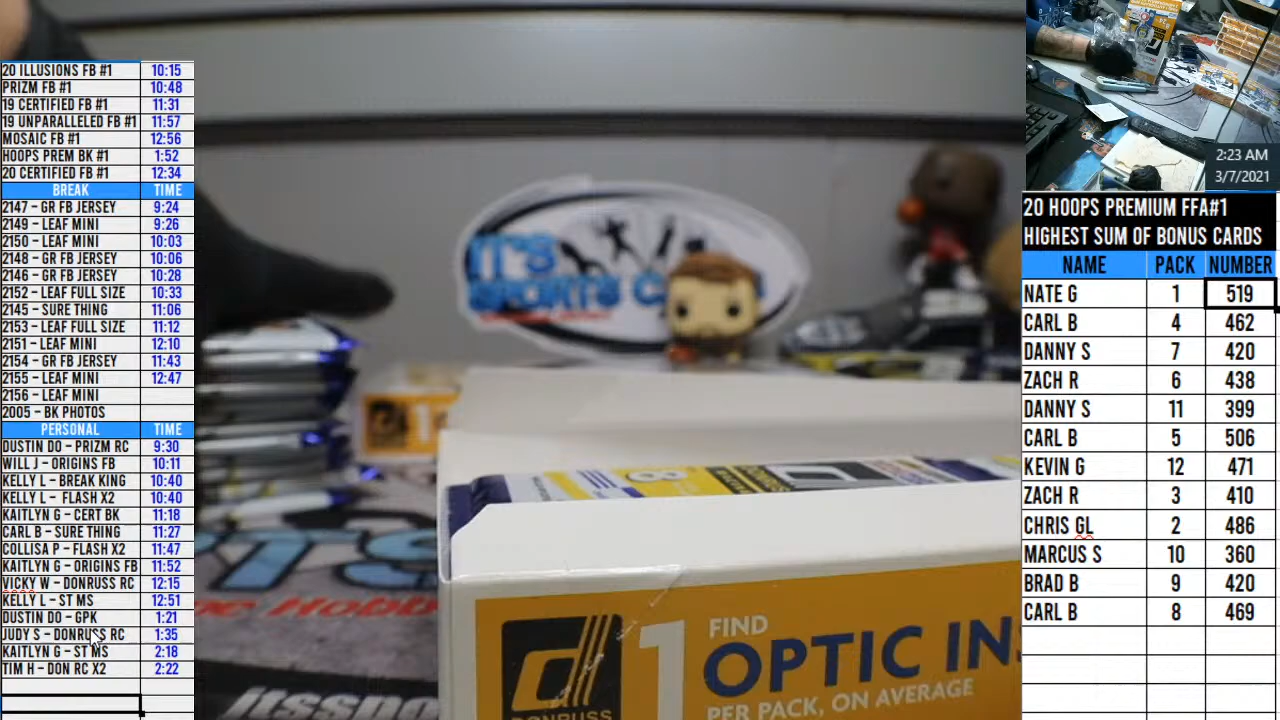 20 ILLUSIONS FB #1 10:15
PRIZM FB #1 10:48
19 CERTIFIED FB #1 11:31
19 UNPARALLELED FB #1 11:57
MOSAIC FB #1 12:56
HOOPS PREM BK #1 1:52
20 CERTIFIED FB #1 12:34
BREAK TIME
2147 - GR FB JERSEY 9:24
2149 - LEAF MINI 9:26
2150 - LEAF MINI 10:03
2148 - GR FB JERSEY 10:06
2146 - GR FB JERSEY 10:28
2152 - LEAF FULL SIZE 10:33
2145 - SURE THING 11:06
2153 - LEAF FULL SIZE 11:12
2151 - LEAF MINI 12:10
2154 - GR FB JERSEY 11:43
2155 - LEAF MINI 12:47
2156 - LEAF MINI
2005 - BK PHOTOS
PERSONAL TIME
DUSTIN DO - PRIZM RC 9:30
WILL J - ORIGINS FB 10:11
KELLY L - BREAK KING 10:40
KELLY L - FLASH X2 10:40
KAITLYN G - CERT BK 11:18
CARL B - SURE THING 11:27
COLLISA P - FLASH X2 11:47
KAITLYN G - ORIGINS FB 11:52
VICKY W - DONRUSS RC 12:15
KELLY L - ST MS 12:51
DUSTIN DO - GPK 1:21
JUDY S - DONRUSS RC 1:35
KAITLYN G - ST MS 2:18
TIM H - DON RC X2 2:22
IT'S
SPORTS C
DONRUSS
1
FIND
OPTIC IN
PER PACK, ON AVERAGE
2:23 AM
3/7/2021
20 HOOPS PREMIUM FFA#1
HIGHEST SUM OF BONUS CARDS
NAME PACK NUMBER
NATE G 1 519
CARL B 4 462
DANNY S 7 420
ZACH R 6 438
DANNY S 11 399
CARL B 5 506
KEVIN G 12 471
ZACH R 3 410
CHRIS GL 2 486
MARCUS S 10 360
BRAD B 9 420
CARL B 8 469